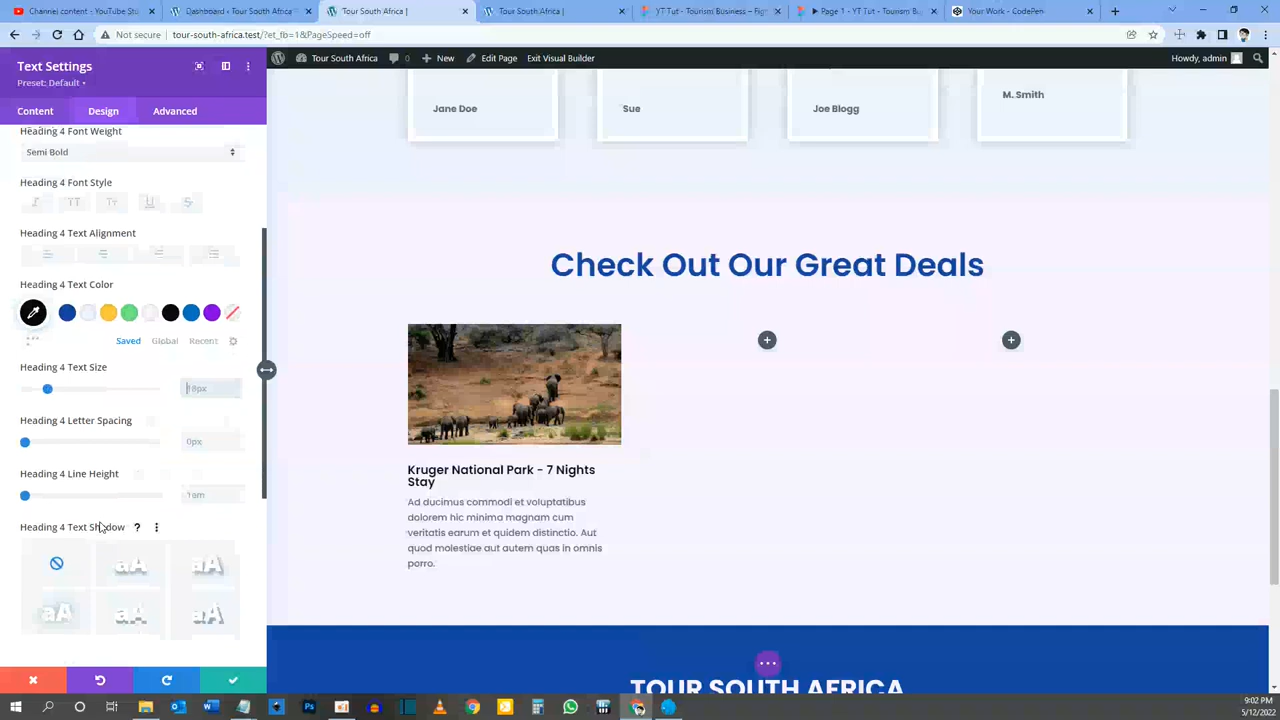 YouTube Studio - Content St
Dashboard ‹ Tour South Africa
Tour South Africa |
Tour South Africa |
YT Tut - Tourism Business – Fig
Page 1 - YT Tut - Tourism B
Your Work - CodePen
Not secure | tour-south-africa.test/?et_fb=1&PageSpeed=off
Tour South Africa
0
New
Edit Page
Exit Visual Builder
Howdy, admin
Text Settings
Preset: Default
Content
Design
Advanced
Heading 4 Font Weight
Semi Bold
Heading 4 Font Style
TT
Tt
U
S
Heading 4 Text Alignment
Heading 4 Text Color
Saved
Global
Recent
Heading 4 Text Size
18px
Heading 4 Letter Spacing
0px
Heading 4 Line Height
1em
Heading 4 Text Shadow
?
aA
aA
aA
aA
aA
Jane Doe
Sue
Joe Blogg
M. Smith
Check Out Our Great Deals
Kruger National Park - 7 Nights
Stay
Ad ducimus commodi et voluptatibus
dolorem hic minima magnam cum
veritatis earum et quidem distinctio. Aut
quod molestiae aut autem quas in omnis
porro.
TOUR SOUTH AFRICA
9:02 PM
5/12/2022